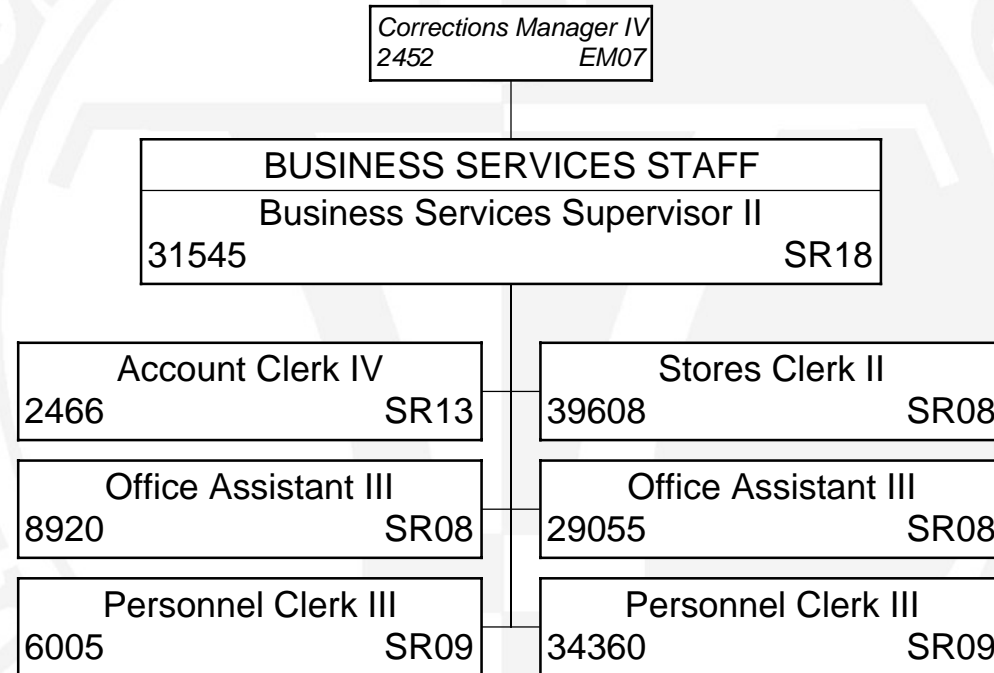 Corrections Manager IV
2452 EM07
BUSINESS SERVICES STAFF
Business Services Supervisor II
31545 SR18
Account Clerk IV
2466 SR13
Stores Clerk II
39608 SR08
Office Assistant III
8920 SR08
Office Assistant III
29055 SR08
Personnel Clerk III
6005 SR09
Personnel Clerk III
34360 SR09